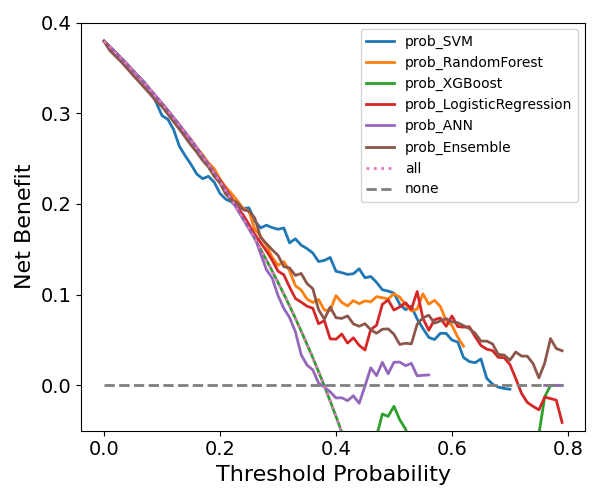 0.4
0.3
0.2
0.1
0.0
Net Benefit
prob_SVM
prob_RandomForest
prob_XGBoost
prob_LogisticRegression
prob_ANN
prob_Ensemble
all
none
0.0 0.2 0.4 0.6 0.8
Threshold Probability